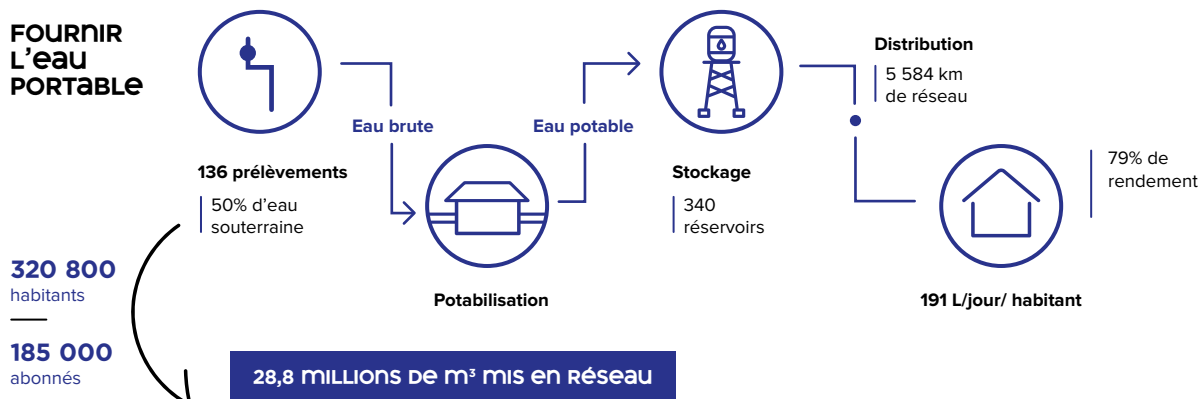 FOURNIR
L'eau
PORTABLE
136 prélèvements
50% d'eau
souterraine
Eau brute
Potabilisation
Eau potable
Stockage
340
réservoirs
Distribution
5 584 km
de réseau
79% de
rendement
191 L/jour/ habitant
320 800
habitants
185 000
abonnés
28,8 MILLIONS DE m³ MIS EN RÉSEAU